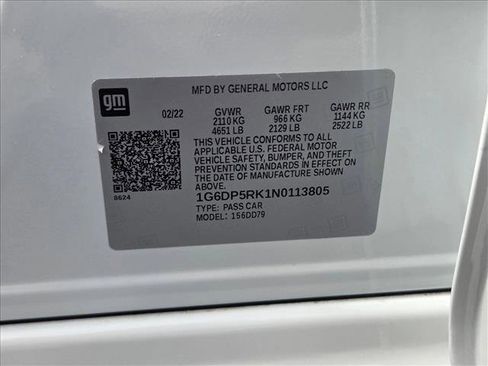 gm
MFD BY GENERAL MOTORS LLC
02/22 GVWR GAWR FRT GAWR RR
2110 KG 966 KG 1144 KG
4651 LB 2129 LB 2522 LB
THIS VEHICLE CONFORMS TO ALL
APPLICABLE U.S. FEDERAL MOTOR
VEHICLE SAFETY, BUMPER, AND THEFT
PREVENTION STANDARDS IN EFFECT ON
THE DATE OF MANUFACTURE SHOWN
ABOVE.
8624
1G6DP5RK1N0113805
TYPE: PASS CAR
MODEL: 156DD79